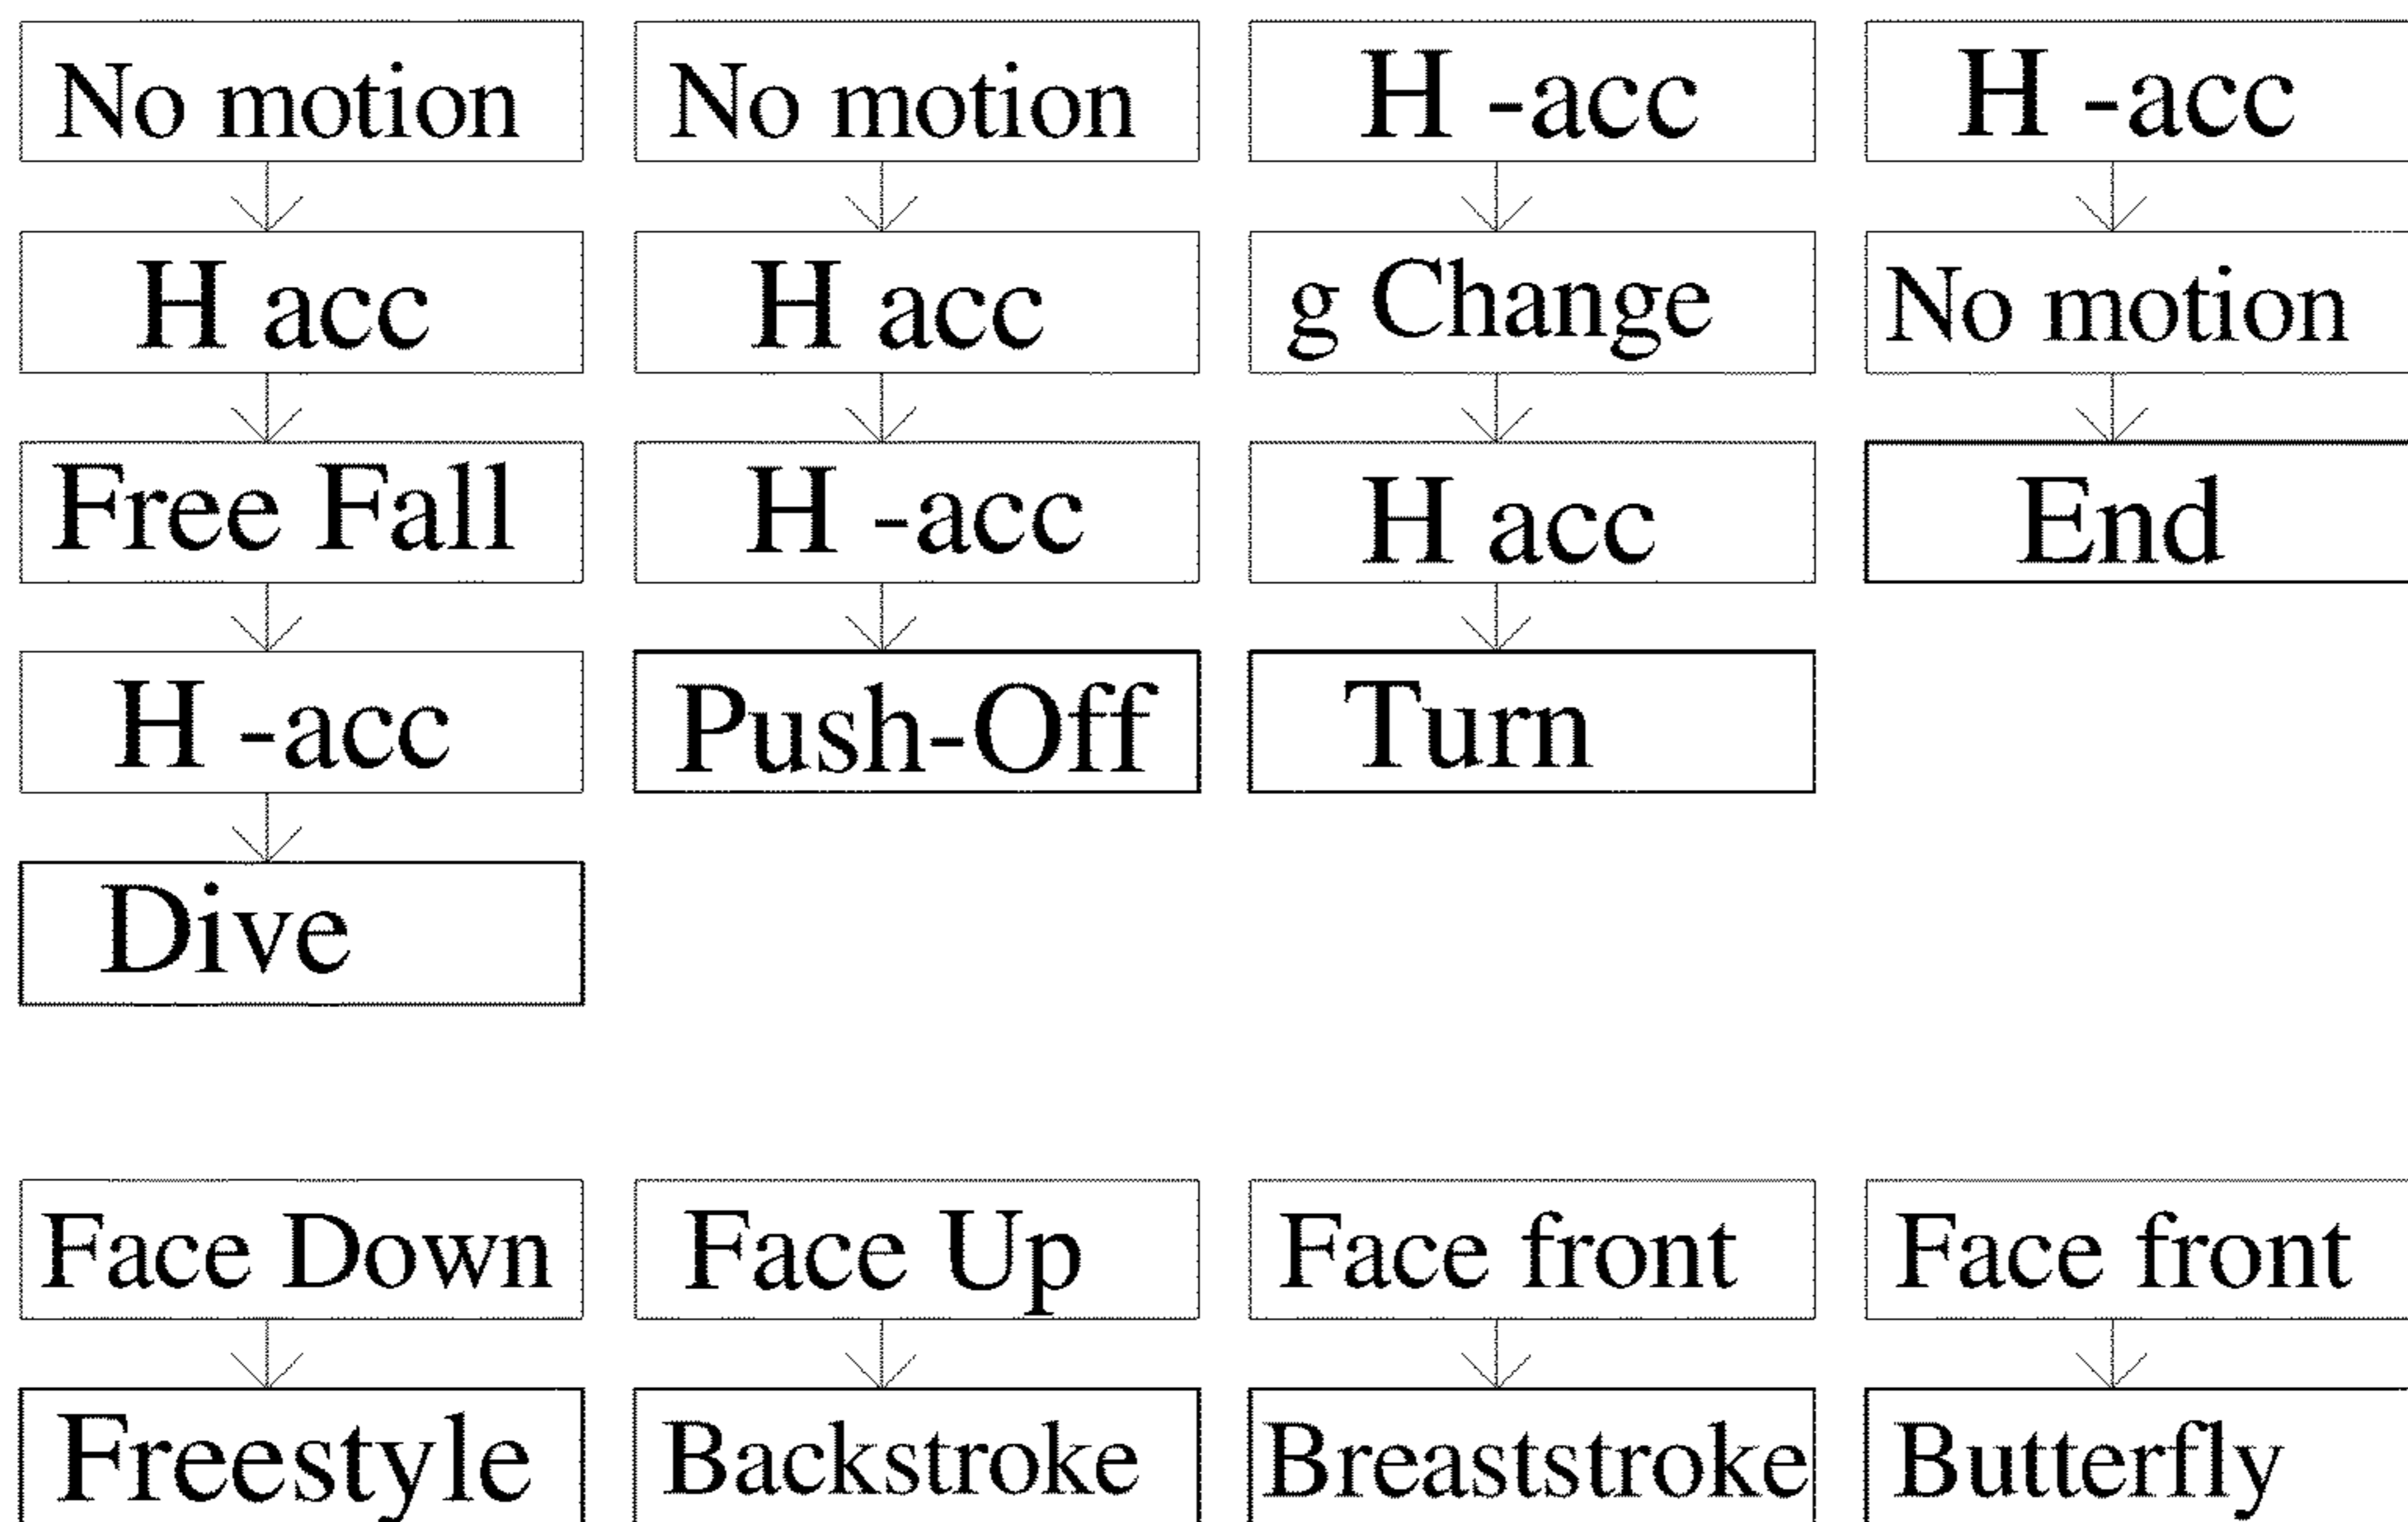 No motion
H acc
Free Fall
H -acc
Dive
No motion
H acc
H -acc
Push-Off
H -acc
g Change
H acc
Turn
H -acc
No motion
End
Face Down
Freestyle
Face Up
Backstroke
Face front
Breaststroke
Face front
Butterfly